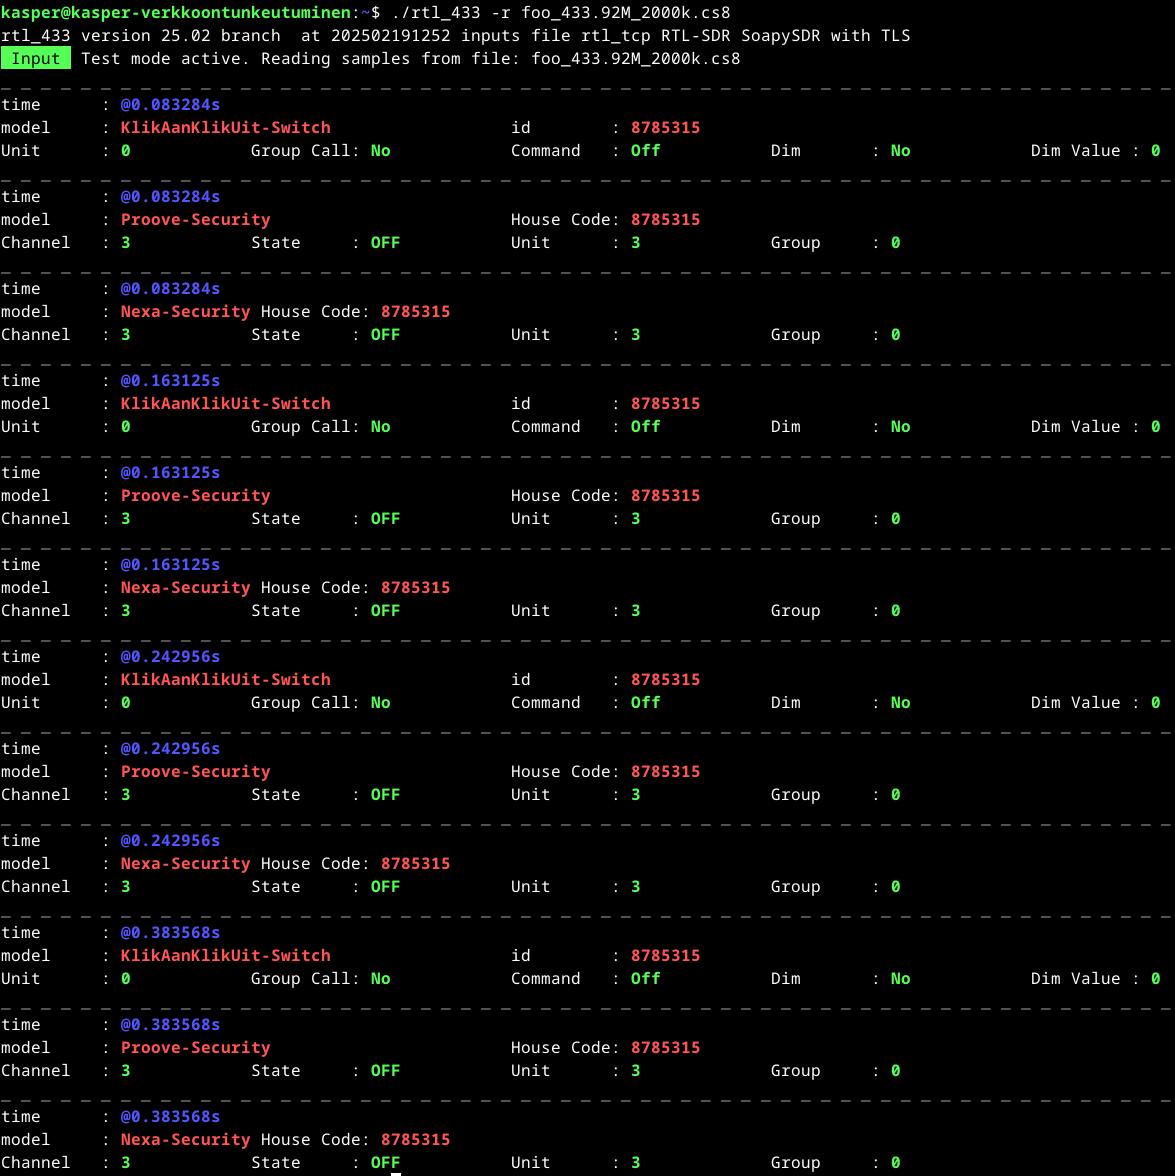 kasper@kasper-verkkoontunkeutuminen:~$ ./rtl_433 -r foo_433.92M_2000k.cs8
rtl_433 version 25.02 branch  at 202502191252 inputs file rtl_tcp RTL-SDR SoapySDR with TLS
Input Test mode active. Reading samples from file: foo_433.92M_2000k.cs8
_ _ _ _ _ _ _ _ _ _ _ _ _ _ _ _ _ _ _ _ _ _ _ _ _ _ _ _ _ _ _ _ _ _ _ _ _ _ _ _ _ _ _ _ _ _ _ _ _ _ _ _ _ _ _ _ _ _ _
time : @0.083284s
model : KlikAanKlikUit-Switch id : 8785315
Unit : 0 Group Call: No Command : Off Dim : No Dim Value : 0
_ _ _ _ _ _ _ _ _ _ _ _ _ _ _ _ _ _ _ _ _ _ _ _ _ _ _ _ _ _ _ _ _ _ _ _ _ _ _ _ _ _ _ _ _ _ _ _ _ _ _ _ _ _ _ _ _ _ _
time : @0.083284s
model : Proove-Security House Code: 8785315
Channel : 3 State : OFF Unit : 3 Group : 0
_ _ _ _ _ _ _ _ _ _ _ _ _ _ _ _ _ _ _ _ _ _ _ _ _ _ _ _ _ _ _ _ _ _ _ _ _ _ _ _ _ _ _ _ _ _ _ _ _ _ _ _ _ _ _ _ _ _ _
time : @0.083284s
model : Nexa-Security House Code: 8785315
Channel : 3 State : OFF Unit : 3 Group : 0
_ _ _ _ _ _ _ _ _ _ _ _ _ _ _ _ _ _ _ _ _ _ _ _ _ _ _ _ _ _ _ _ _ _ _ _ _ _ _ _ _ _ _ _ _ _ _ _ _ _ _ _ _ _ _ _ _ _ _
time : @0.163125s
model : KlikAanKlikUit-Switch id : 8785315
Unit : 0 Group Call: No Command : Off Dim : No Dim Value : 0
_ _ _ _ _ _ _ _ _ _ _ _ _ _ _ _ _ _ _ _ _ _ _ _ _ _ _ _ _ _ _ _ _ _ _ _ _ _ _ _ _ _ _ _ _ _ _ _ _ _ _ _ _ _ _ _ _ _ _
time : @0.163125s
model : Proove-Security House Code: 8785315
Channel : 3 State : OFF Unit : 3 Group : 0
_ _ _ _ _ _ _ _ _ _ _ _ _ _ _ _ _ _ _ _ _ _ _ _ _ _ _ _ _ _ _ _ _ _ _ _ _ _ _ _ _ _ _ _ _ _ _ _ _ _ _ _ _ _ _ _ _ _ _
time : @0.163125s
model : Nexa-Security House Code: 8785315
Channel : 3 State : OFF Unit : 3 Group : 0
_ _ _ _ _ _ _ _ _ _ _ _ _ _ _ _ _ _ _ _ _ _ _ _ _ _ _ _ _ _ _ _ _ _ _ _ _ _ _ _ _ _ _ _ _ _ _ _ _ _ _ _ _ _ _ _ _ _ _
time : @0.242956s
model : KlikAanKlikUit-Switch id : 8785315
Unit : 0 Group Call: No Command : Off Dim : No Dim Value : 0
_ _ _ _ _ _ _ _ _ _ _ _ _ _ _ _ _ _ _ _ _ _ _ _ _ _ _ _ _ _ _ _ _ _ _ _ _ _ _ _ _ _ _ _ _ _ _ _ _ _ _ _ _ _ _ _ _ _ _
time : @0.242956s
model : Proove-Security House Code: 8785315
Channel : 3 State : OFF Unit : 3 Group : 0
_ _ _ _ _ _ _ _ _ _ _ _ _ _ _ _ _ _ _ _ _ _ _ _ _ _ _ _ _ _ _ _ _ _ _ _ _ _ _ _ _ _ _ _ _ _ _ _ _ _ _ _ _ _ _ _ _ _ _
time : @0.242956s
model : Nexa-Security House Code: 8785315
Channel : 3 State : OFF Unit : 3 Group : 0
_ _ _ _ _ _ _ _ _ _ _ _ _ _ _ _ _ _ _ _ _ _ _ _ _ _ _ _ _ _ _ _ _ _ _ _ _ _ _ _ _ _ _ _ _ _ _ _ _ _ _ _ _ _ _ _ _ _ _
time : @0.383568s
model : KlikAanKlikUit-Switch id : 8785315
Unit : 0 Group Call: No Command : Off Dim : No Dim Value : 0
_ _ _ _ _ _ _ _ _ _ _ _ _ _ _ _ _ _ _ _ _ _ _ _ _ _ _ _ _ _ _ _ _ _ _ _ _ _ _ _ _ _ _ _ _ _ _ _ _ _ _ _ _ _ _ _ _ _ _
time : @0.383568s
model : Proove-Security House Code: 8785315
Channel : 3 State : OFF Unit : 3 Group : 0
_ _ _ _ _ _ _ _ _ _ _ _ _ _ _ _ _ _ _ _ _ _ _ _ _ _ _ _ _ _ _ _ _ _ _ _ _ _ _ _ _ _ _ _ _ _ _ _ _ _ _ _ _ _ _ _ _ _ _
time : @0.383568s
model : Nexa-Security House Code: 8785315
Channel : 3 State : OFF Unit : 3 Group : 0